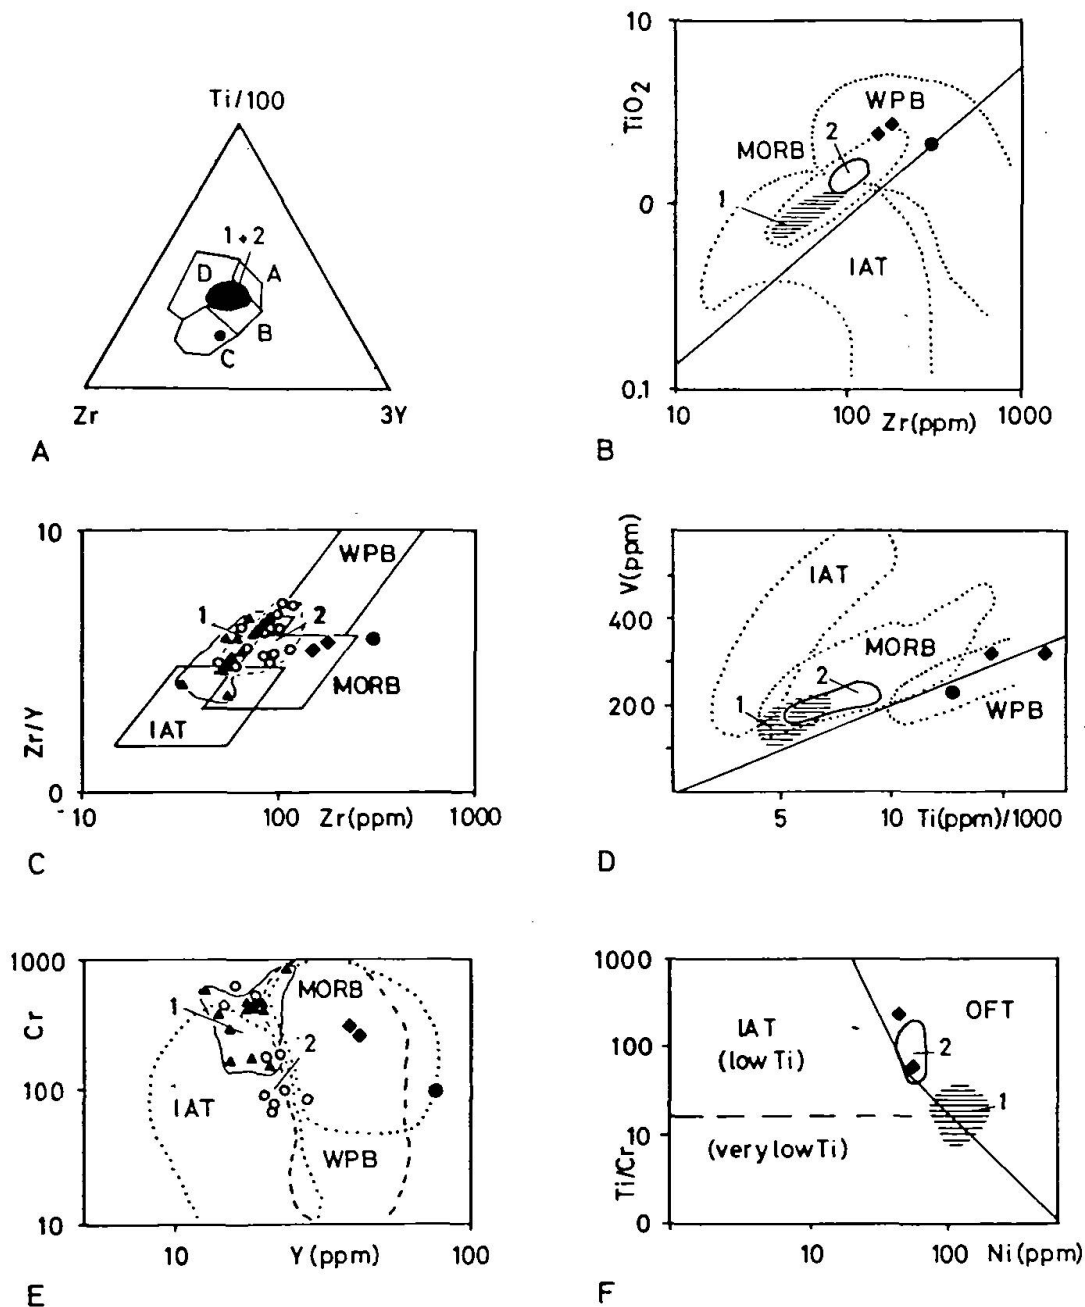 Ti/100
1+2
D
A
B
C
Zr
3Y
A
10
TiO2
WPB
2
MORB
1
0
IAT
0.1
10
100
Zr(ppm)
1000
B
10
WPB
1
2
MORB
Zr/Y
IAT
0
10
100
Zr(ppm)
1000
C
V(ppm)
IAT
400
MORB
2
200
1
WPB
5
10
Ti(ppm)/1000
D
1000
MORB
1
Cr
2
100
IAT
WPB
10
10
Y(ppm)
100
E
1000
IAT
(low Ti)
OFT
100
2
1
10
(very low Ti)
Ti/Cr
0
10
100
Ni(ppm)
F